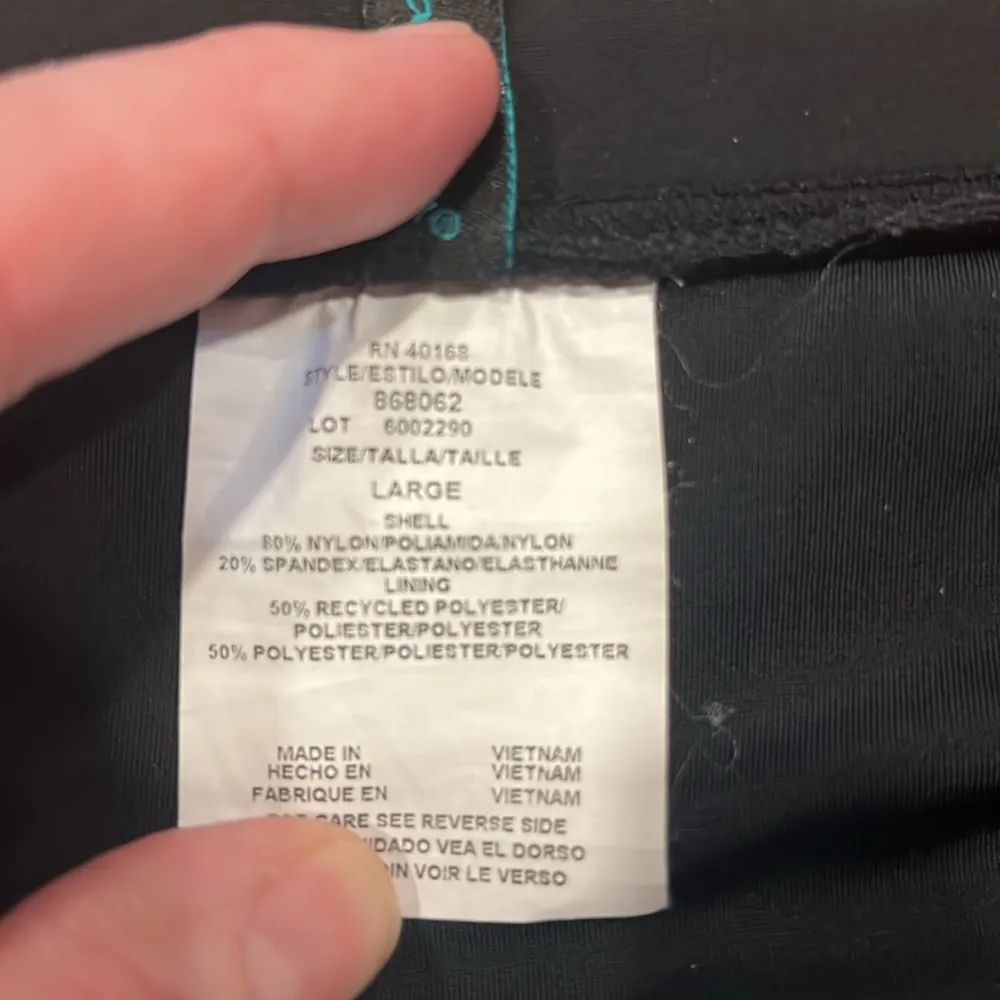 RN 40168
STYLE/ESTILO/MODELE
868062
LOT 6002290
SIZE/TALLA/TAILLE
LARGE
SHELL
80% NYLON/POLIAMIDA/NYLON
20% SPANDEX/ELASTANO/ELASTHANNE
LINING
50% RECYCLED POLYESTER/
POLIESTER/POLYESTER
50% POLYESTER/POLIESTER/POLYESTER
MADE IN VIETNAM
HECHO EN VIETNAM
FABRIQUE EN VIETNAM
CARE SEE REVERSE SIDE
VEA EL DORSO
VOIR LE VERSO